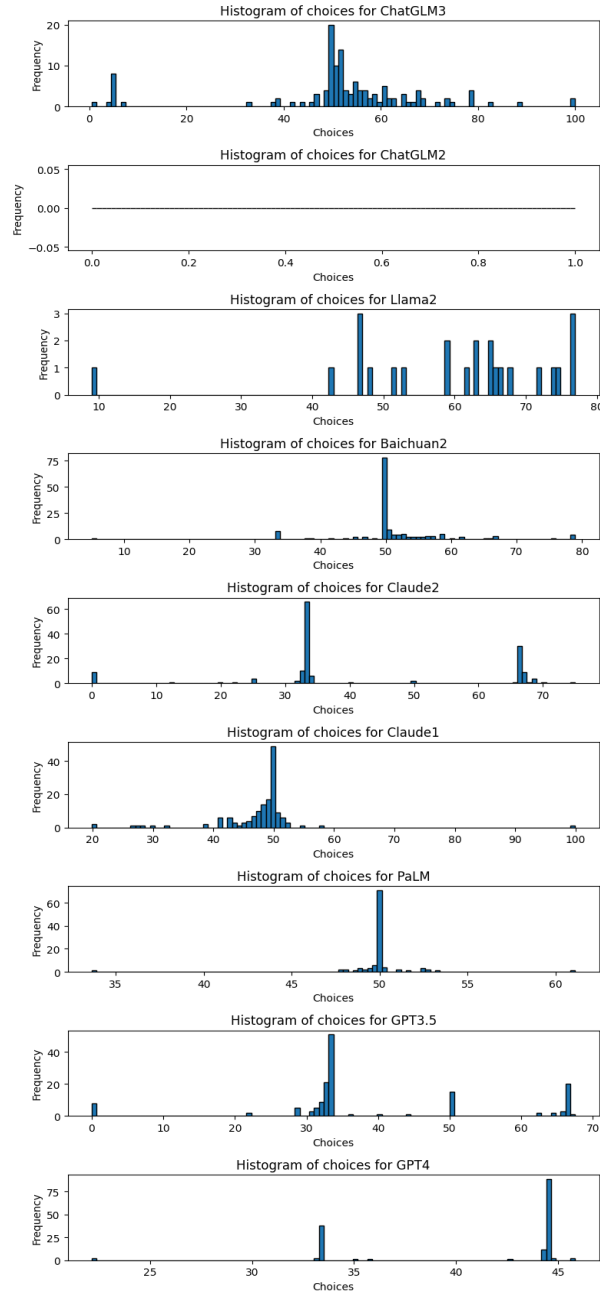 Histogram of choices for ChatGLM3
20
10
0
Frequency
0 20 40 60 80 100
Choices
Histogram of choices for ChatGLM2
0.05
0.00
−0.05
Frequency
0.0 0.2 0.4 0.6 0.8 1.0
Choices
Histogram of choices for Llama2
3
2
1
0
Frequency
10 20 30 40 50 60 70 80
Choices
Histogram of choices for Baichuan2
75
50
25
0
Frequency
10 20 30 40 50 60 70 80
Choices
Histogram of choices for Claude2
60
40
20
0
Frequency
0 10 20 30 40 50 60 70
Choices
Histogram of choices for Claude1
40
20
0
Frequency
20 30 40 50 60 70 80 90 100
Choices
Histogram of choices for PaLM
60
40
20
0
Frequency
35 40 45 50 55 60
Choices
Histogram of choices for GPT3.5
40
20
0
Frequency
0 10 20 30 40 50 60 70
Choices
Histogram of choices for GPT4
75
50
25
0
Frequency
25 30 35 40 45
Choices